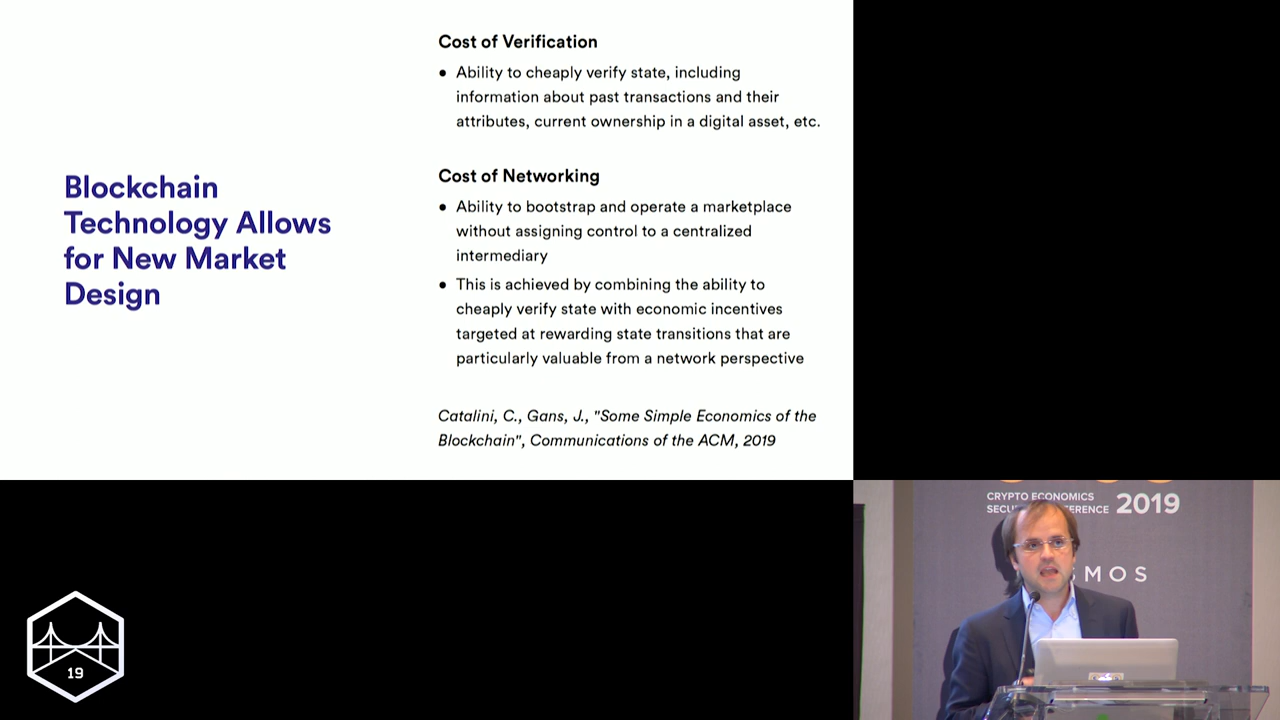 Blockchain
Technology Allows
for New Market
Design
Cost of Verification
• Ability to cheaply verify state, including
information about past transactions and their
attributes, current ownership in a digital asset, etc.
Cost of Networking
• Ability to bootstrap and operate a marketplace
without assigning control to a centralized
intermediary
• This is achieved by combining the ability to
cheaply verify state with economic incentives
targeted at rewarding state transitions that are
particularly valuable from a network perspective
Catalini, C., Gans, J., "Some Simple Economics of the
Blockchain", Communications of the ACM, 2019
CRYPTO ECONOMICS
2019
19